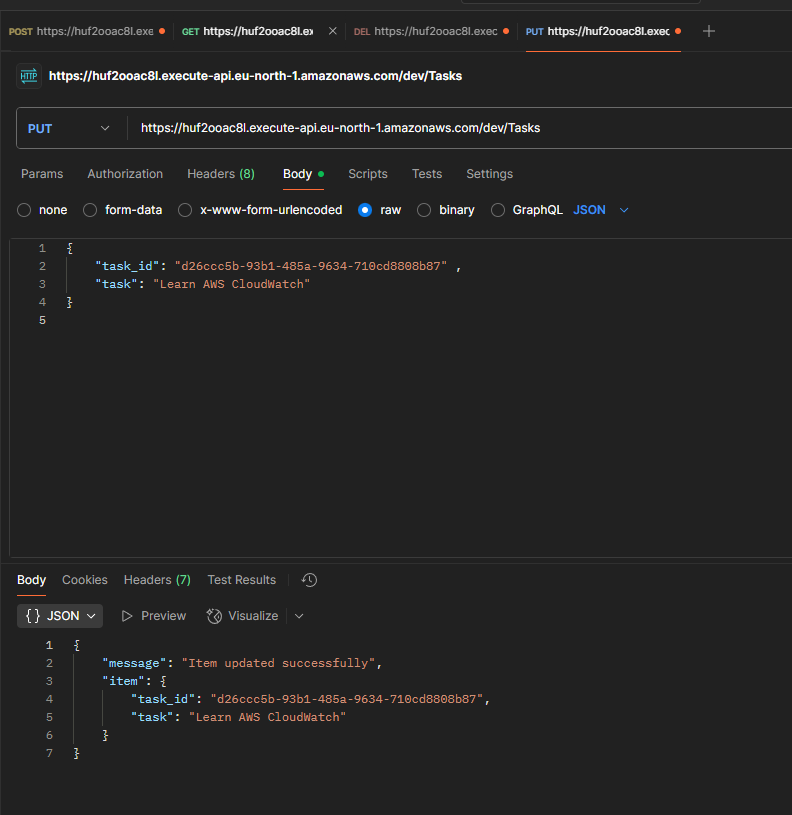 POST https://huf2ooac8l.exe GET https://huf2ooac8l.ex DEL https://huf2ooac8l.exec PUT https://huf2ooac8l.exec
HTTP https://huf2ooac8l.execute-api.eu-north-1.amazonaws.com/dev/Tasks
PUT https://huf2ooac8l.execute-api.eu-north-1.amazonaws.com/dev/Tasks
Params Authorization Headers (8) Body Scripts Tests Settings
none form-data x-www-form-urlencoded raw binary GraphQL JSON
1 {
2 "task_id": "d26ccc5b-93b1-485a-9634-710cd8808b87" ,
3 "task": "Learn AWS CloudWatch"
4 }
5
Body Cookies Headers (7) Test Results
{} JSON Preview Visualize
1 {
2 "message": "Item updated successfully",
3 "item": {
4 "task_id": "d26ccc5b-93b1-485a-9634-710cd8808b87",
5 "task": "Learn AWS CloudWatch"
6 }
7 }